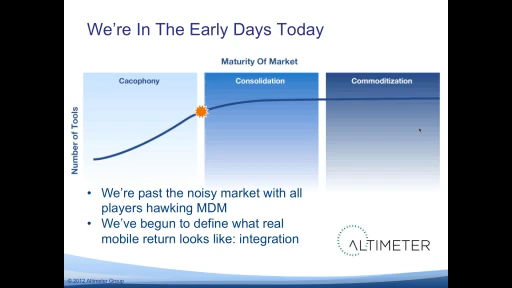 We're In The Early Days Today
Maturity Of Market
Cacophony
Consolidation
Commoditization
Number of Tools
• We're past the noisy market with all
players hawking MDM
• We've begun to define what real
mobile return looks like: integration
ALTIMETER
© 2012 Altimeter Group